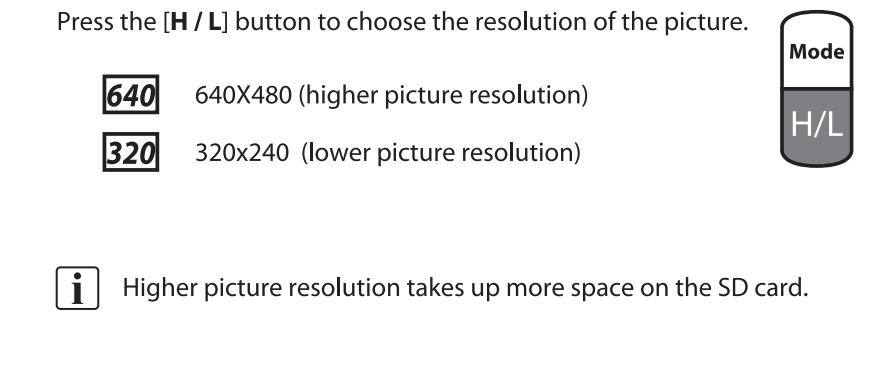 Press the [H / L] button to choose the resolution of the picture.
Mode
H/L
640 640X480 (higher picture resolution)
320 320x240 (lower picture resolution)
i Higher picture resolution takes up more space on the SD card.